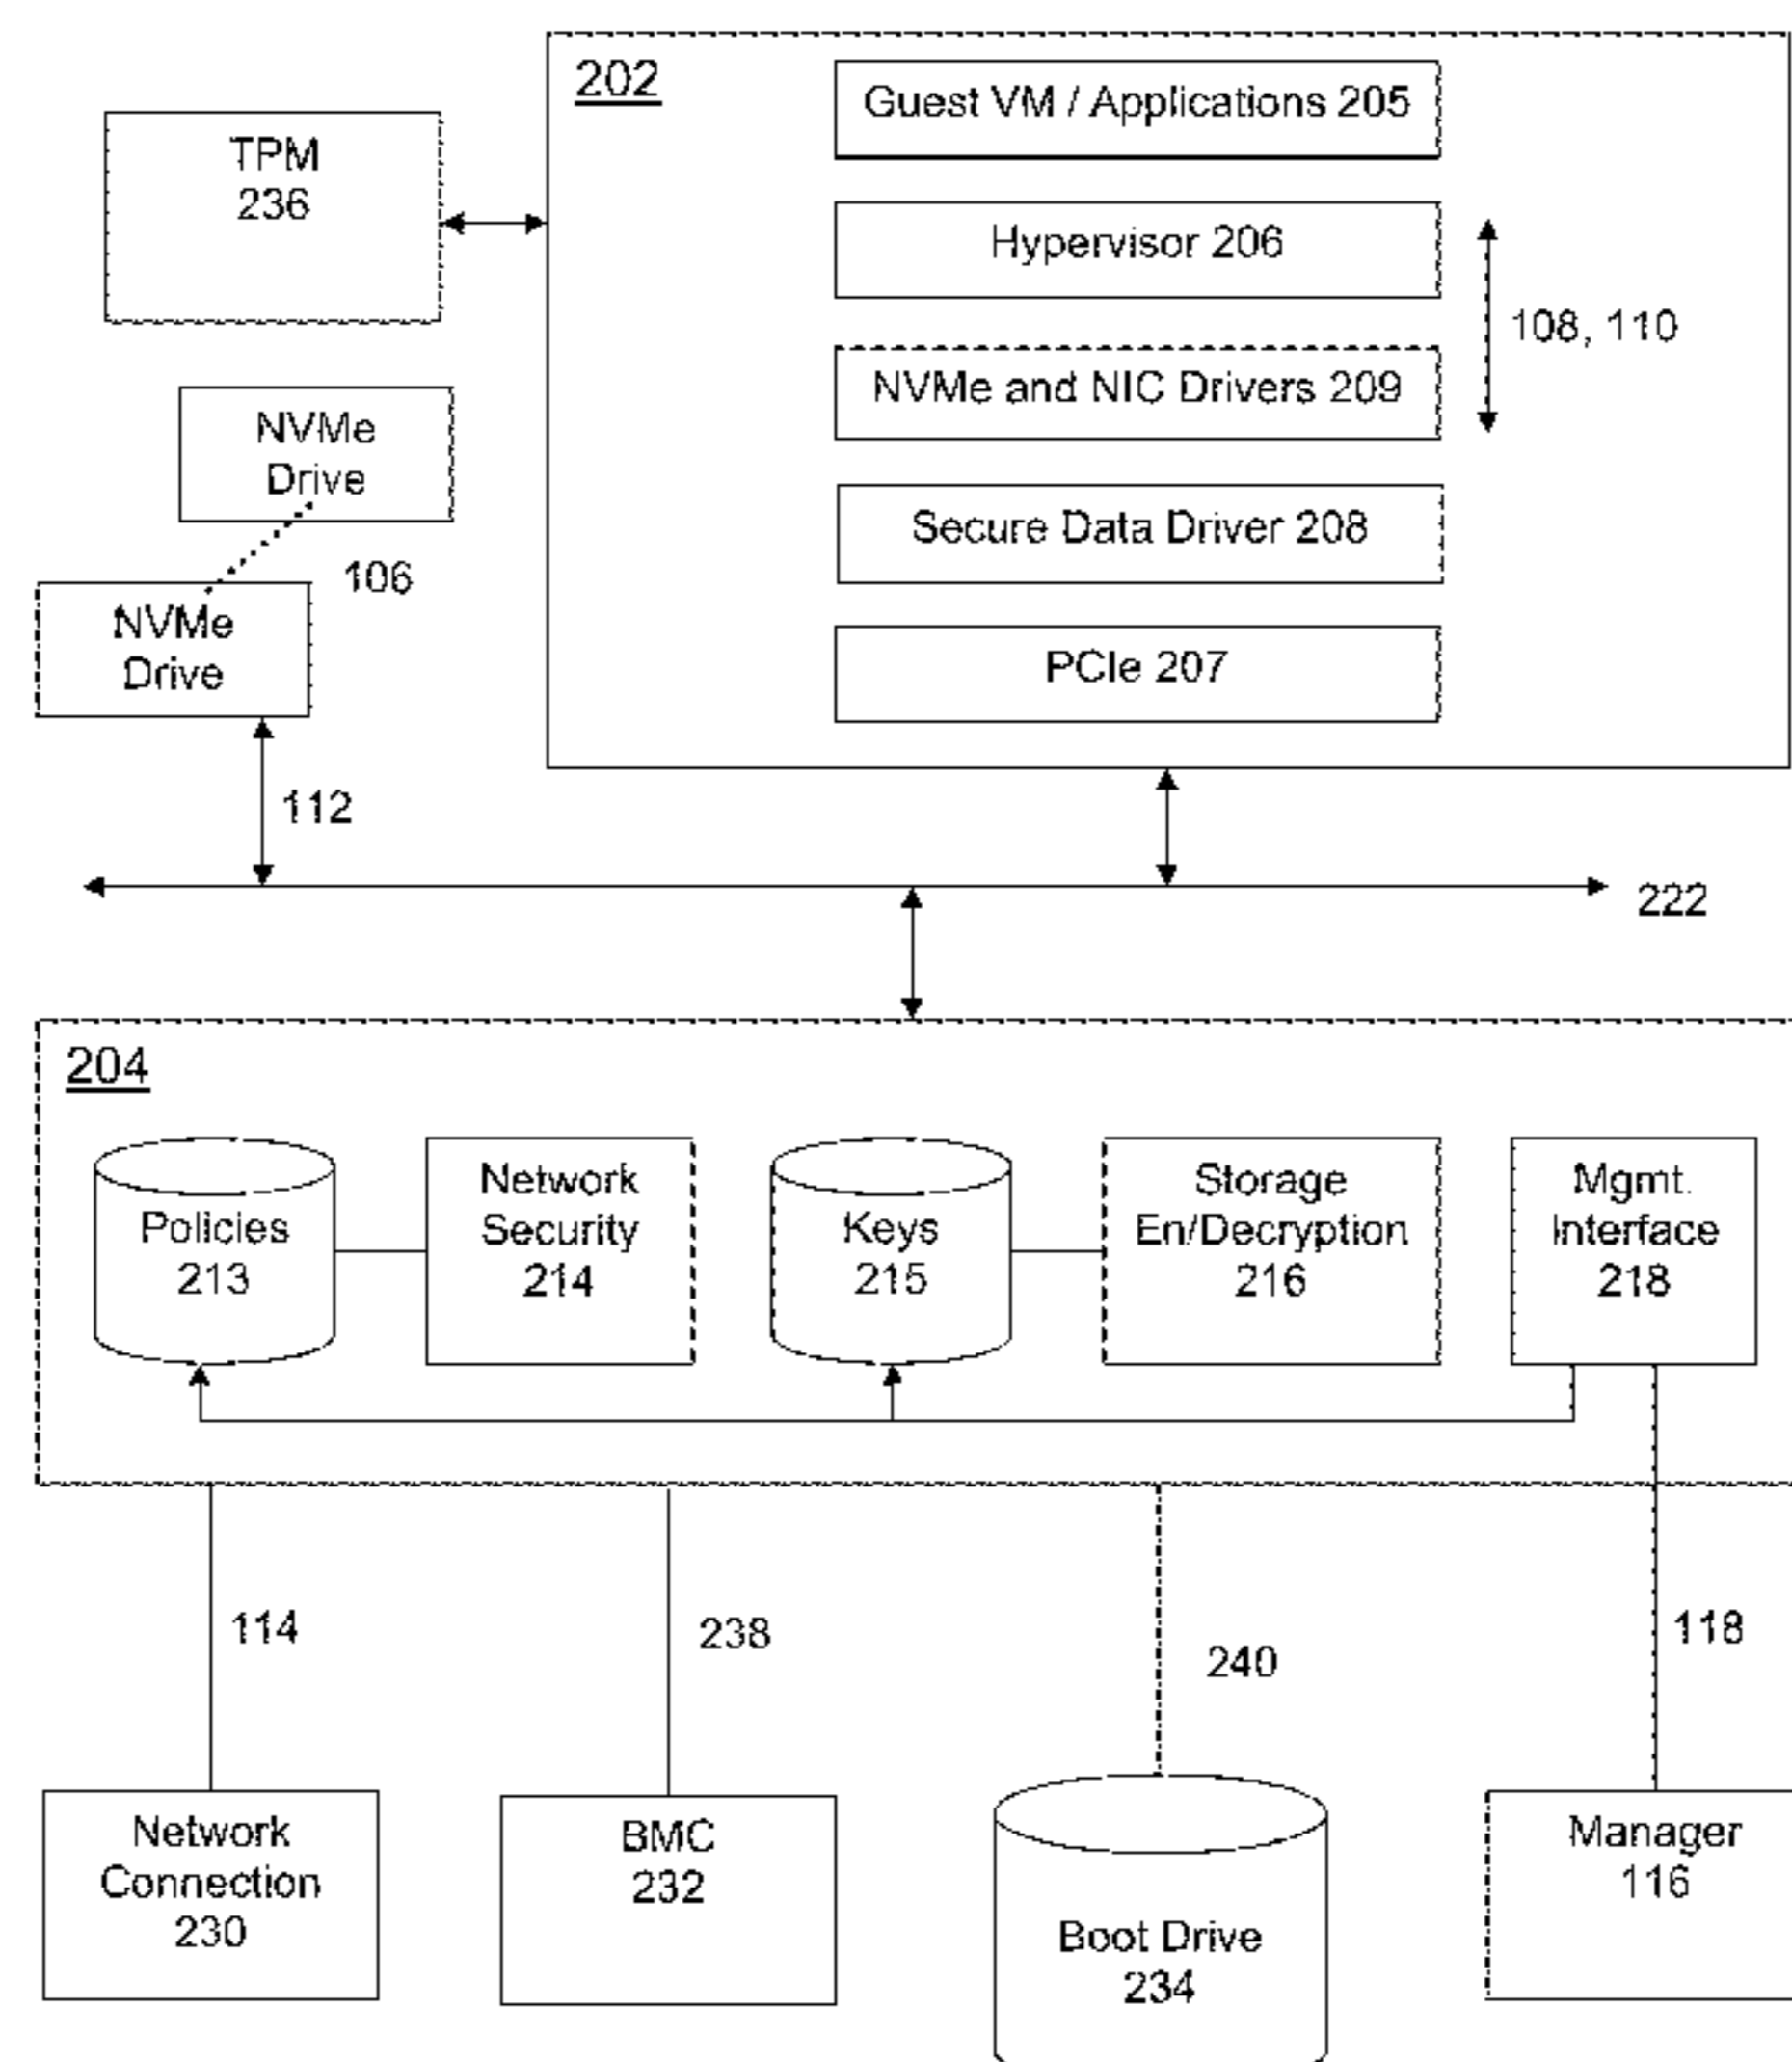 202
Guest VM / Applications 205
TPM
236
Hypervisor 206
108, 110
NVMe and NIC Drivers 209
NVMe
Drive
Secure Data Driver 208
106
NVMe
Drive
PCIe 207
112
222
204
Policies
213
Network
Security
214
Keys
215
Storage
En/Decryption
216
Mgmt.
Interface
218
114
238
240
118
Network
Connection
230
BMC
232
Boot Drive
234
Manager
116